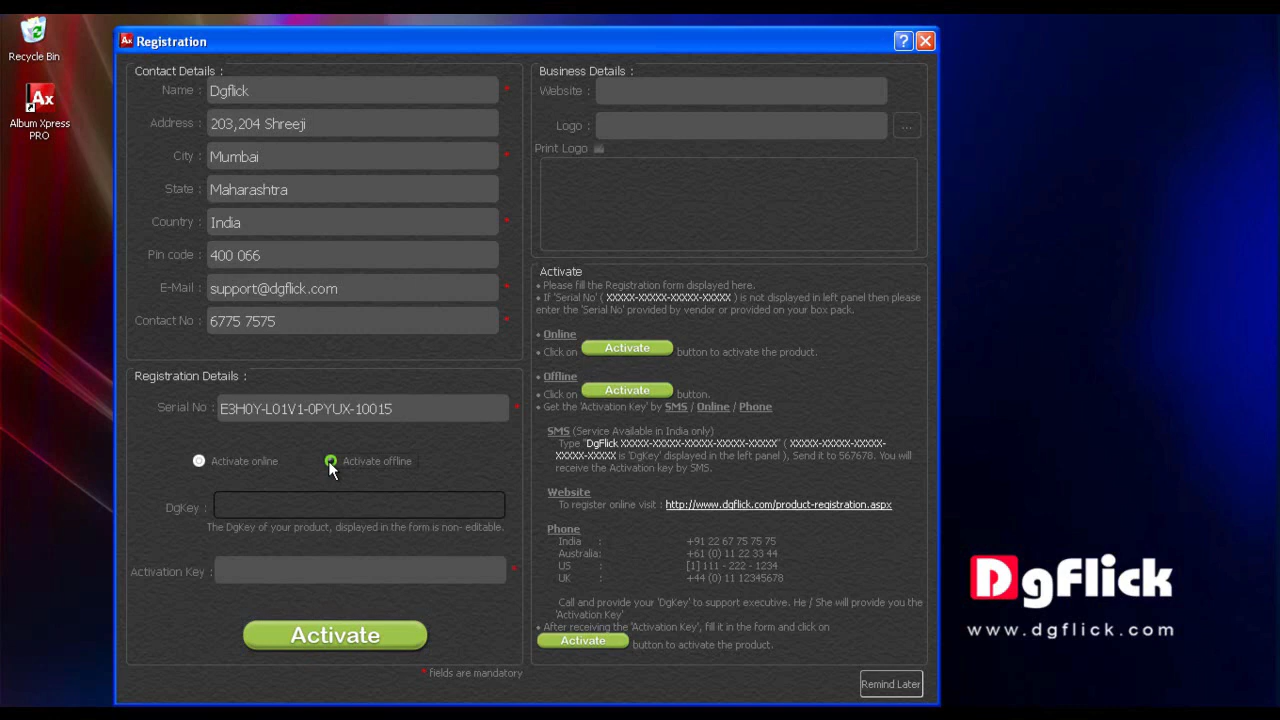 Recycle Bin
Ax
Album Xpress
PRO
Registration
?
Contact Details :
Name : Dgflick *
Address : 203,204 Shreeji
City : Mumbai *
State : Maharashtra
Country : India *
Pin code : 400 066
E-Mail : support@dgflick.com *
Contact No : 6775 7575 *
Registration Details :
Serial No : E3H0Y-L01V1-0PYUX-10015 *
Activate online
Activate offline
DgKey :
The DgKey of your product, displayed in the form is non- editable.
Activation Key : *
Activate
* fields are mandatory
Business Details :
Website :
Logo : ...
Print Logo
Activate
• Please fill the Registration form displayed here.
• If 'Serial No' ( XXXXX-XXXXX-XXXXX-XXXXX ) is not displayed in left panel then please
enter the 'Serial No' provided by vendor or provided on your box pack.
• Online
• Click on Activate button to activate the product.
• Offline
• Click on Activate button.
• Get the 'Activation Key' by SMS / Online / Phone
SMS (Service Available in India only)
Type "DgFlick XXXXX-XXXXX-XXXXX-XXXXX-XXXXX" ( XXXXX-XXXXX-XXXXX-
XXXXX-XXXXX is 'DgKey' displayed in the left panel ), Send it to 567678. You will
receive the Activation key by SMS.
Website
To register online visit : http://www.dgflick.com/product-registration.aspx
Phone
India : +91 22 67 75 75 75
Australia: +61 (0) 11 22 33 44
US : [1] 111 - 222 - 1234
UK : +44 (0) 11 12345678
Call and provide your 'DgKey' to support executive. He / She will provide you the
'Activation Key'
• After receiving the 'Activation Key', fill it in the form and click on
Activate button to activate the product.
Remind Later
DgFlick
www.dgflick.com